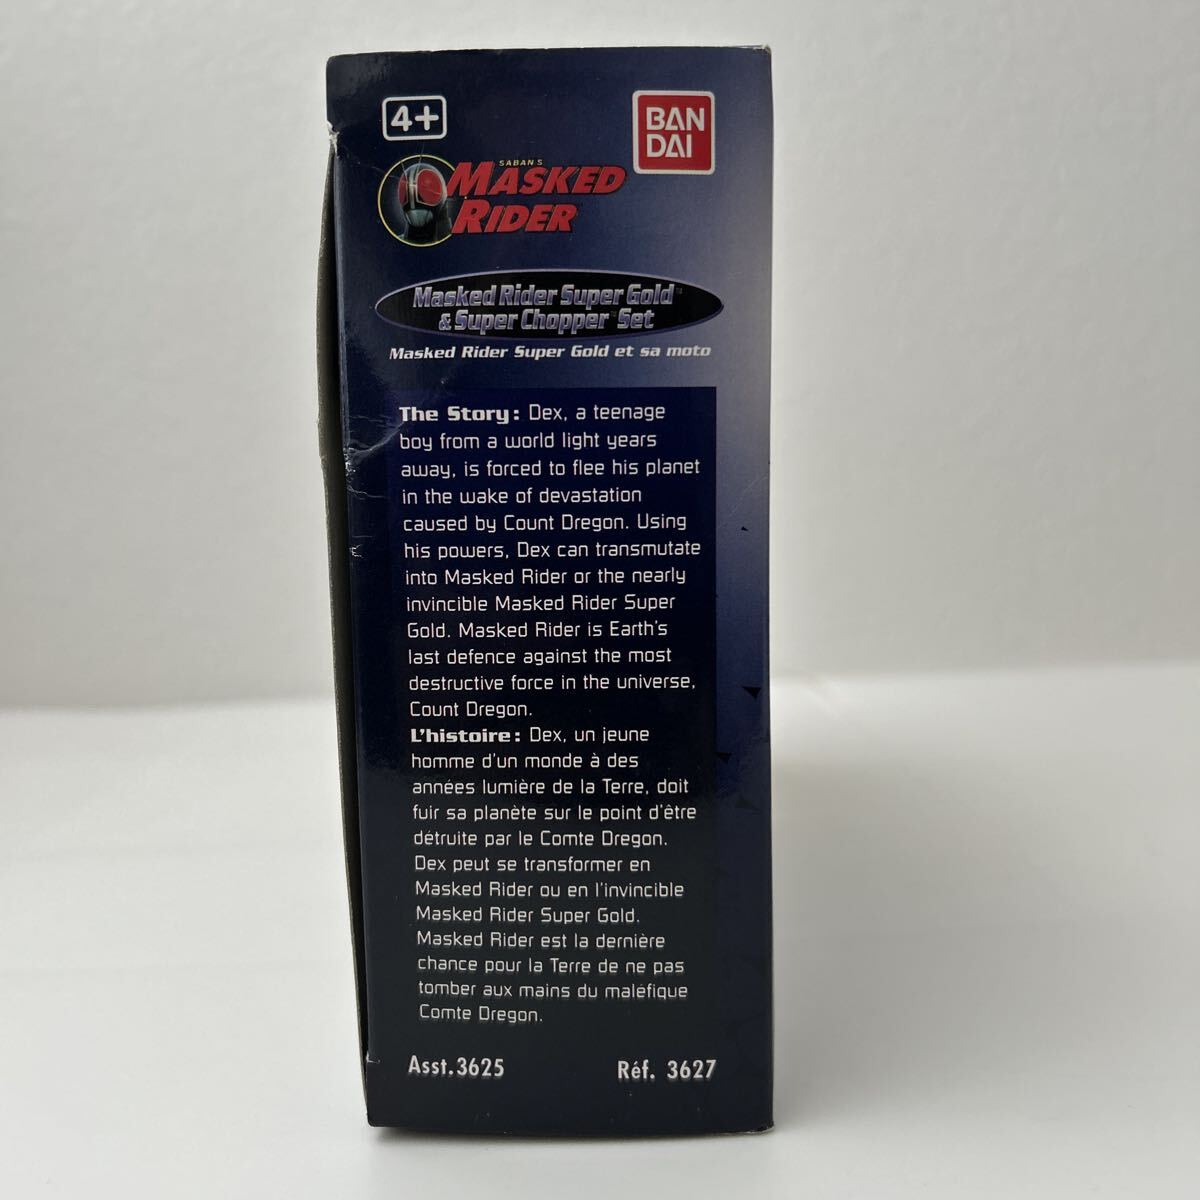 4+
BAN
DAI
SABAN'S
MASKED
RIDER
Masked Rider Super Gold™
& Super Chopper™ Set
Masked Rider Super Gold et sa moto
The Story: Dex, a teenage
boy from a world light years
away, is forced to flee his planet
in the wake of devastation
caused by Count Dregon. Using
his powers, Dex can transmutate
into Masked Rider or the nearly
invincible Masked Rider Super
Gold. Masked Rider is Earth's
last defence against the most
destructive force in the universe,
Count Dregon.
L'histoire: Dex, un jeune
homme d'un monde à des
années lumière de la Terre, doit
fuir sa planète sur le point d'être
détruite par le Comte Dregon.
Dex peut se transformer en
Masked Rider ou en l'invincible
Masked Rider Super Gold.
Masked Rider est la dernière
chance pour la Terre de ne pas
tomber aux mains du maléfique
Comte Dregon.
Asst.3625
Réf. 3627